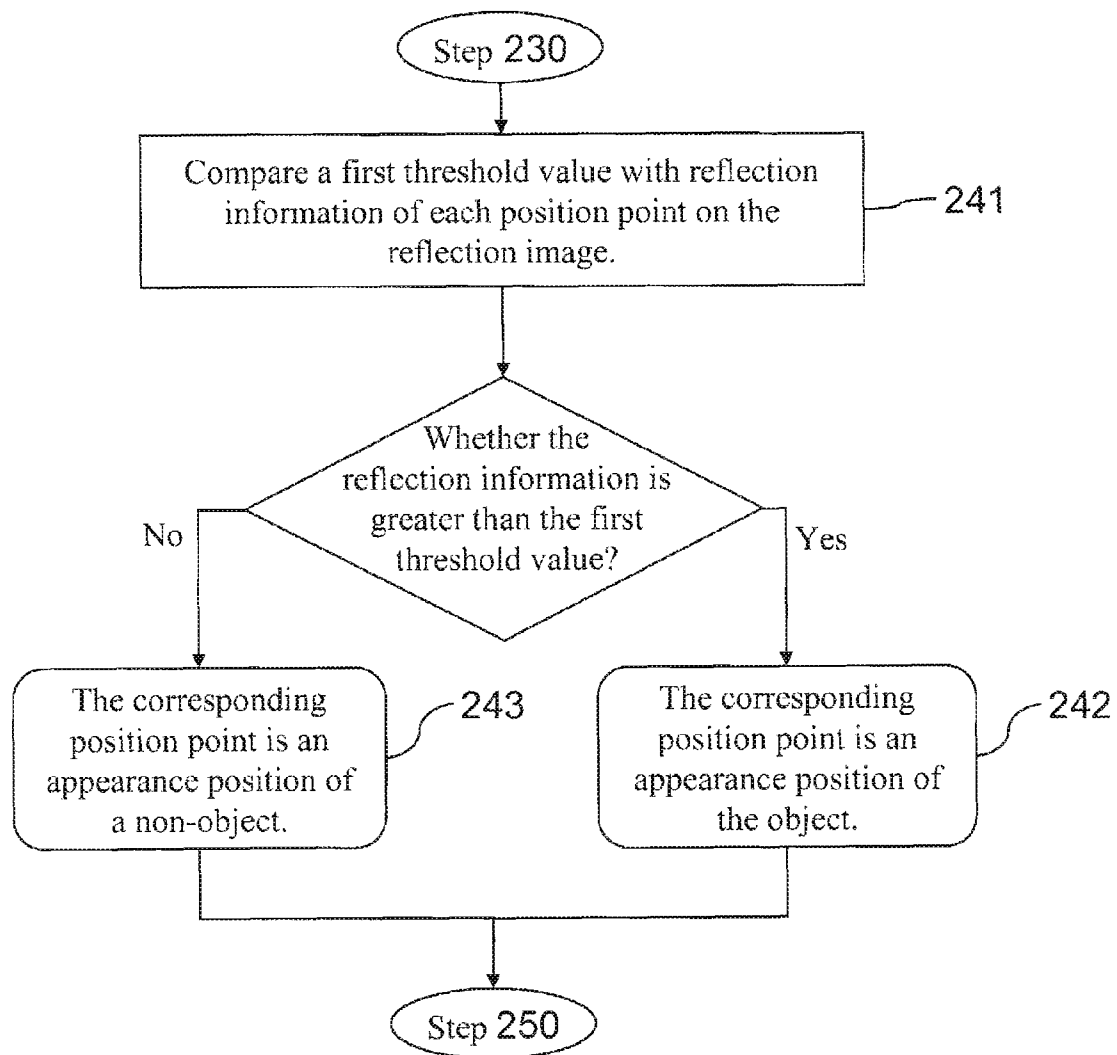 Step 230
Compare a first threshold value with reflection
information of each position point on the
reflection image.
241
Whether the
reflection information is
greater than the first
threshold value?
No
Yes
The corresponding
position point is an
appearance position of
a non-object.
243
The corresponding
position point is an
appearance position of
the object.
242
Step 250